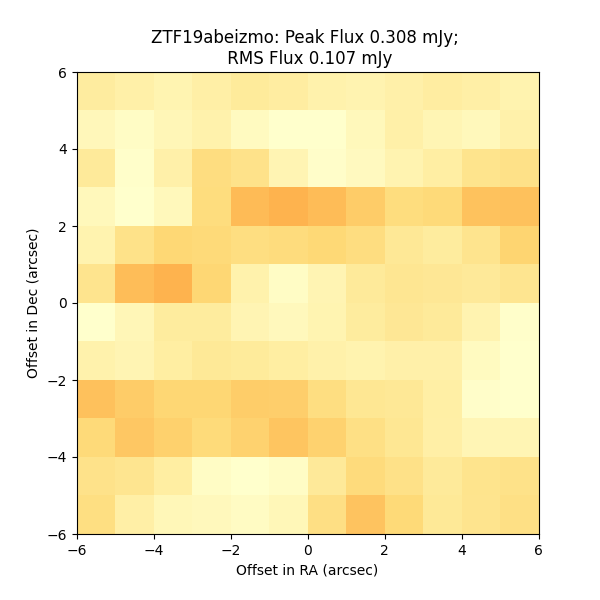 ZTF19abeizmo: Peak Flux 0.308 mJy;
RMS Flux 0.107 mJy
6
4
2
0
−2
−4
−6
Offset in Dec (arcsec)
−6 −4 −2 0 2 4 6
Offset in RA (arcsec)